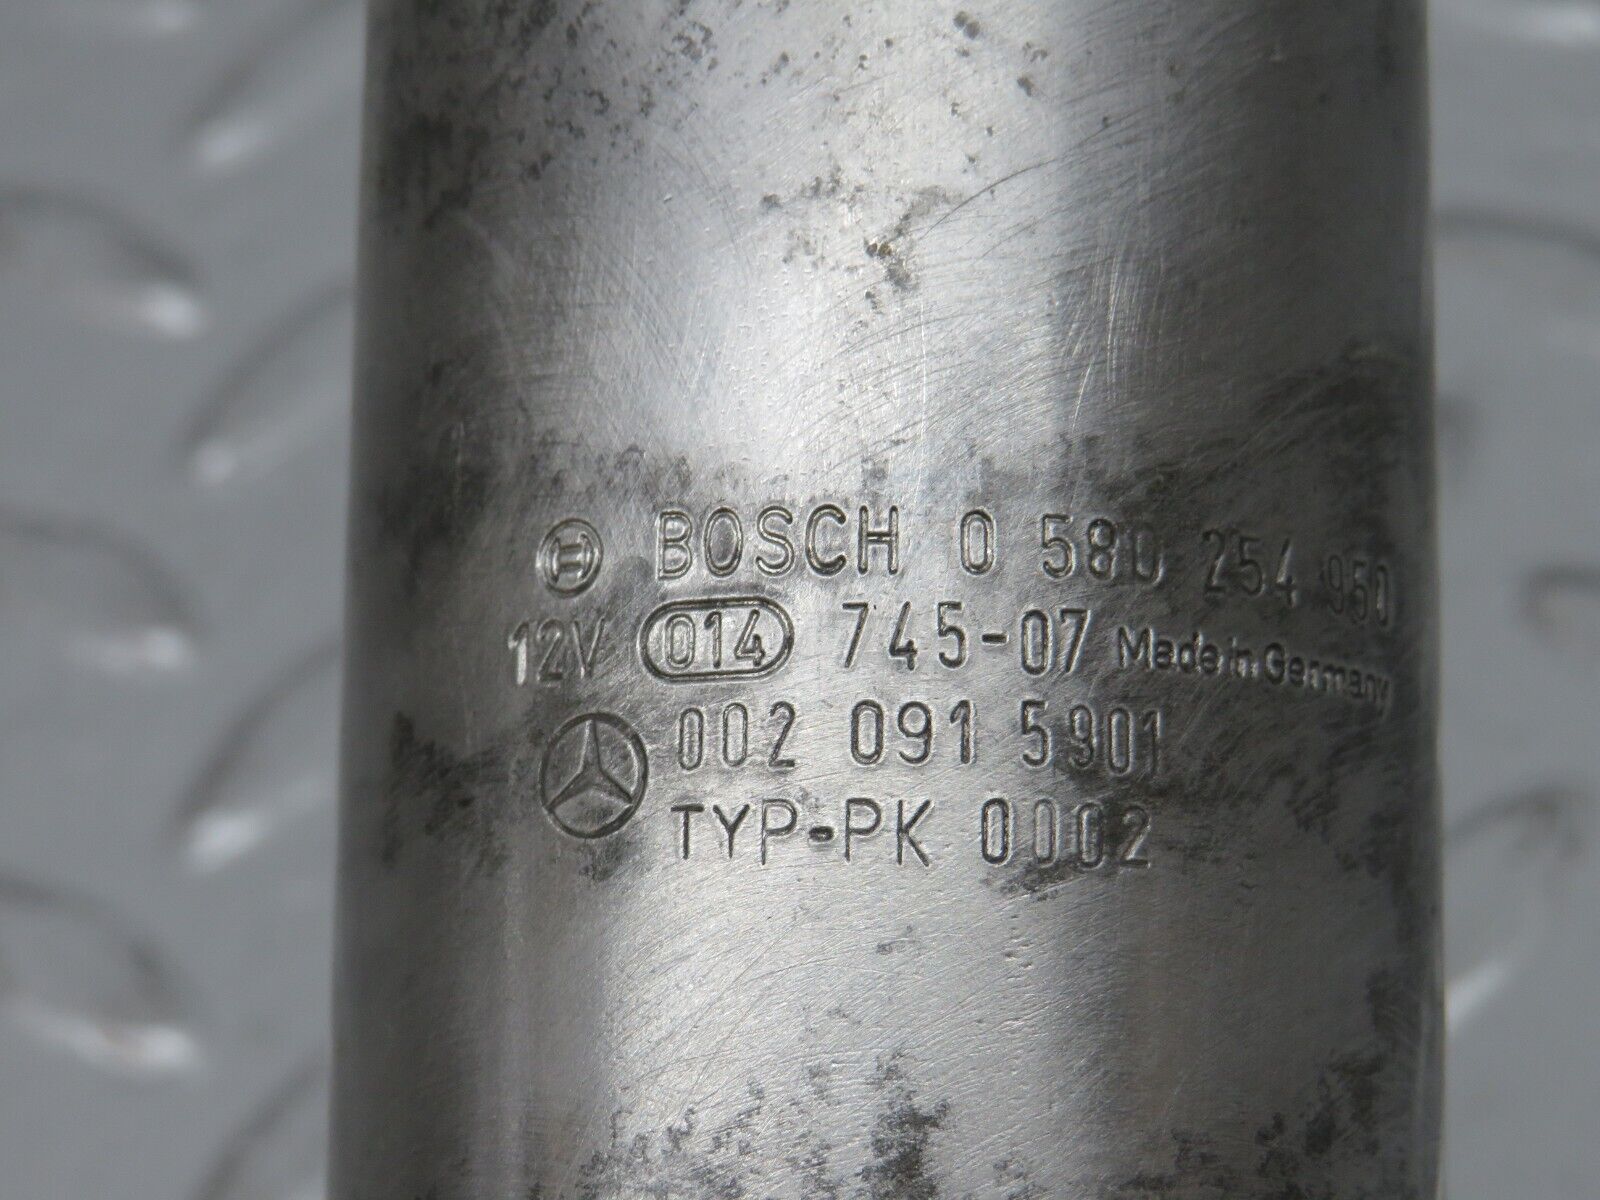 BOSCH 0 580 254 950
12V 014 745-07 Made in Germany
002 091 5901
TYP-PK 0002